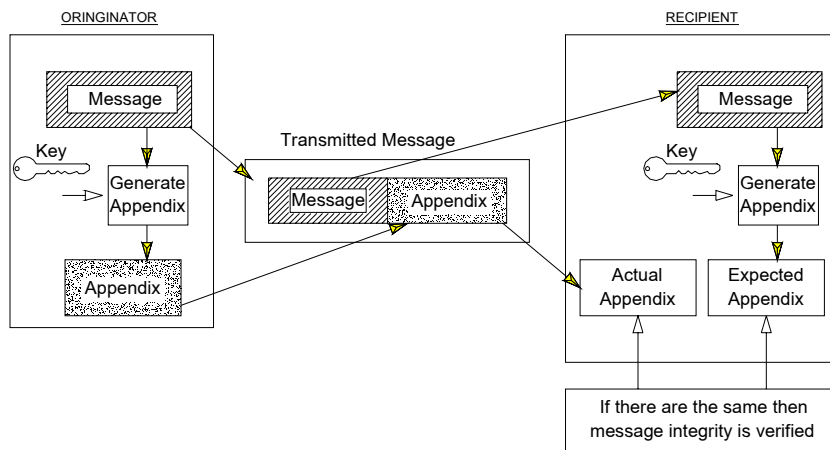 ORINGINATOR
Message
Key
Generate
Appendix
Appendix
Transmitted Message
Message
Appendix
RECIPIENT
Message
Key
Generate
Appendix
Actual
Appendix
Expected
Appendix
If there are the same then
message integrity is verified